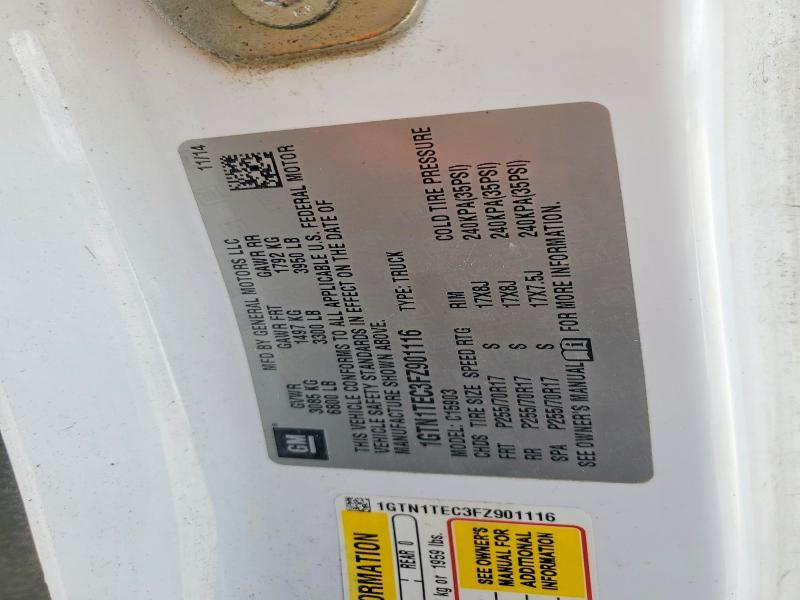 MFD BY GENERAL MOTORS LLC 11/14
GM
GVWR GAWR FRT GAWR RR
3085 KG 1497 KG 1792 KG
6800 LB 3300 LB 3950 LB
THIS VEHICLE CONFORMS TO ALL APPLICABLE U.S. FEDERAL MOTOR
VEHICLE SAFETY STANDARDS IN EFFECT ON THE DATE OF
MANUFACTURE SHOWN ABOVE.
1GTN1TEC3FZ901116 TYPE: TRUCK
MODEL: C15903
CHDS TIRE SIZE SPEED RTG RIM COLD TIRE PRESSURE
FRT P255/70R17 S 17X8J 240KPA(35PSI)
RR P255/70R17 S 17X8J 240KPA(35PSI)
SPA P255/70R17 S 17X7.5J 240KPA(35PSI)
SEE OWNER'S MANUAL FOR MORE INFORMATION.
1GTN1TEC3FZ901116
REAR 0
kg or 1959 lbs.
SEE OWNER'S
MANUAL FOR
ADDITIONAL
INFORMATION